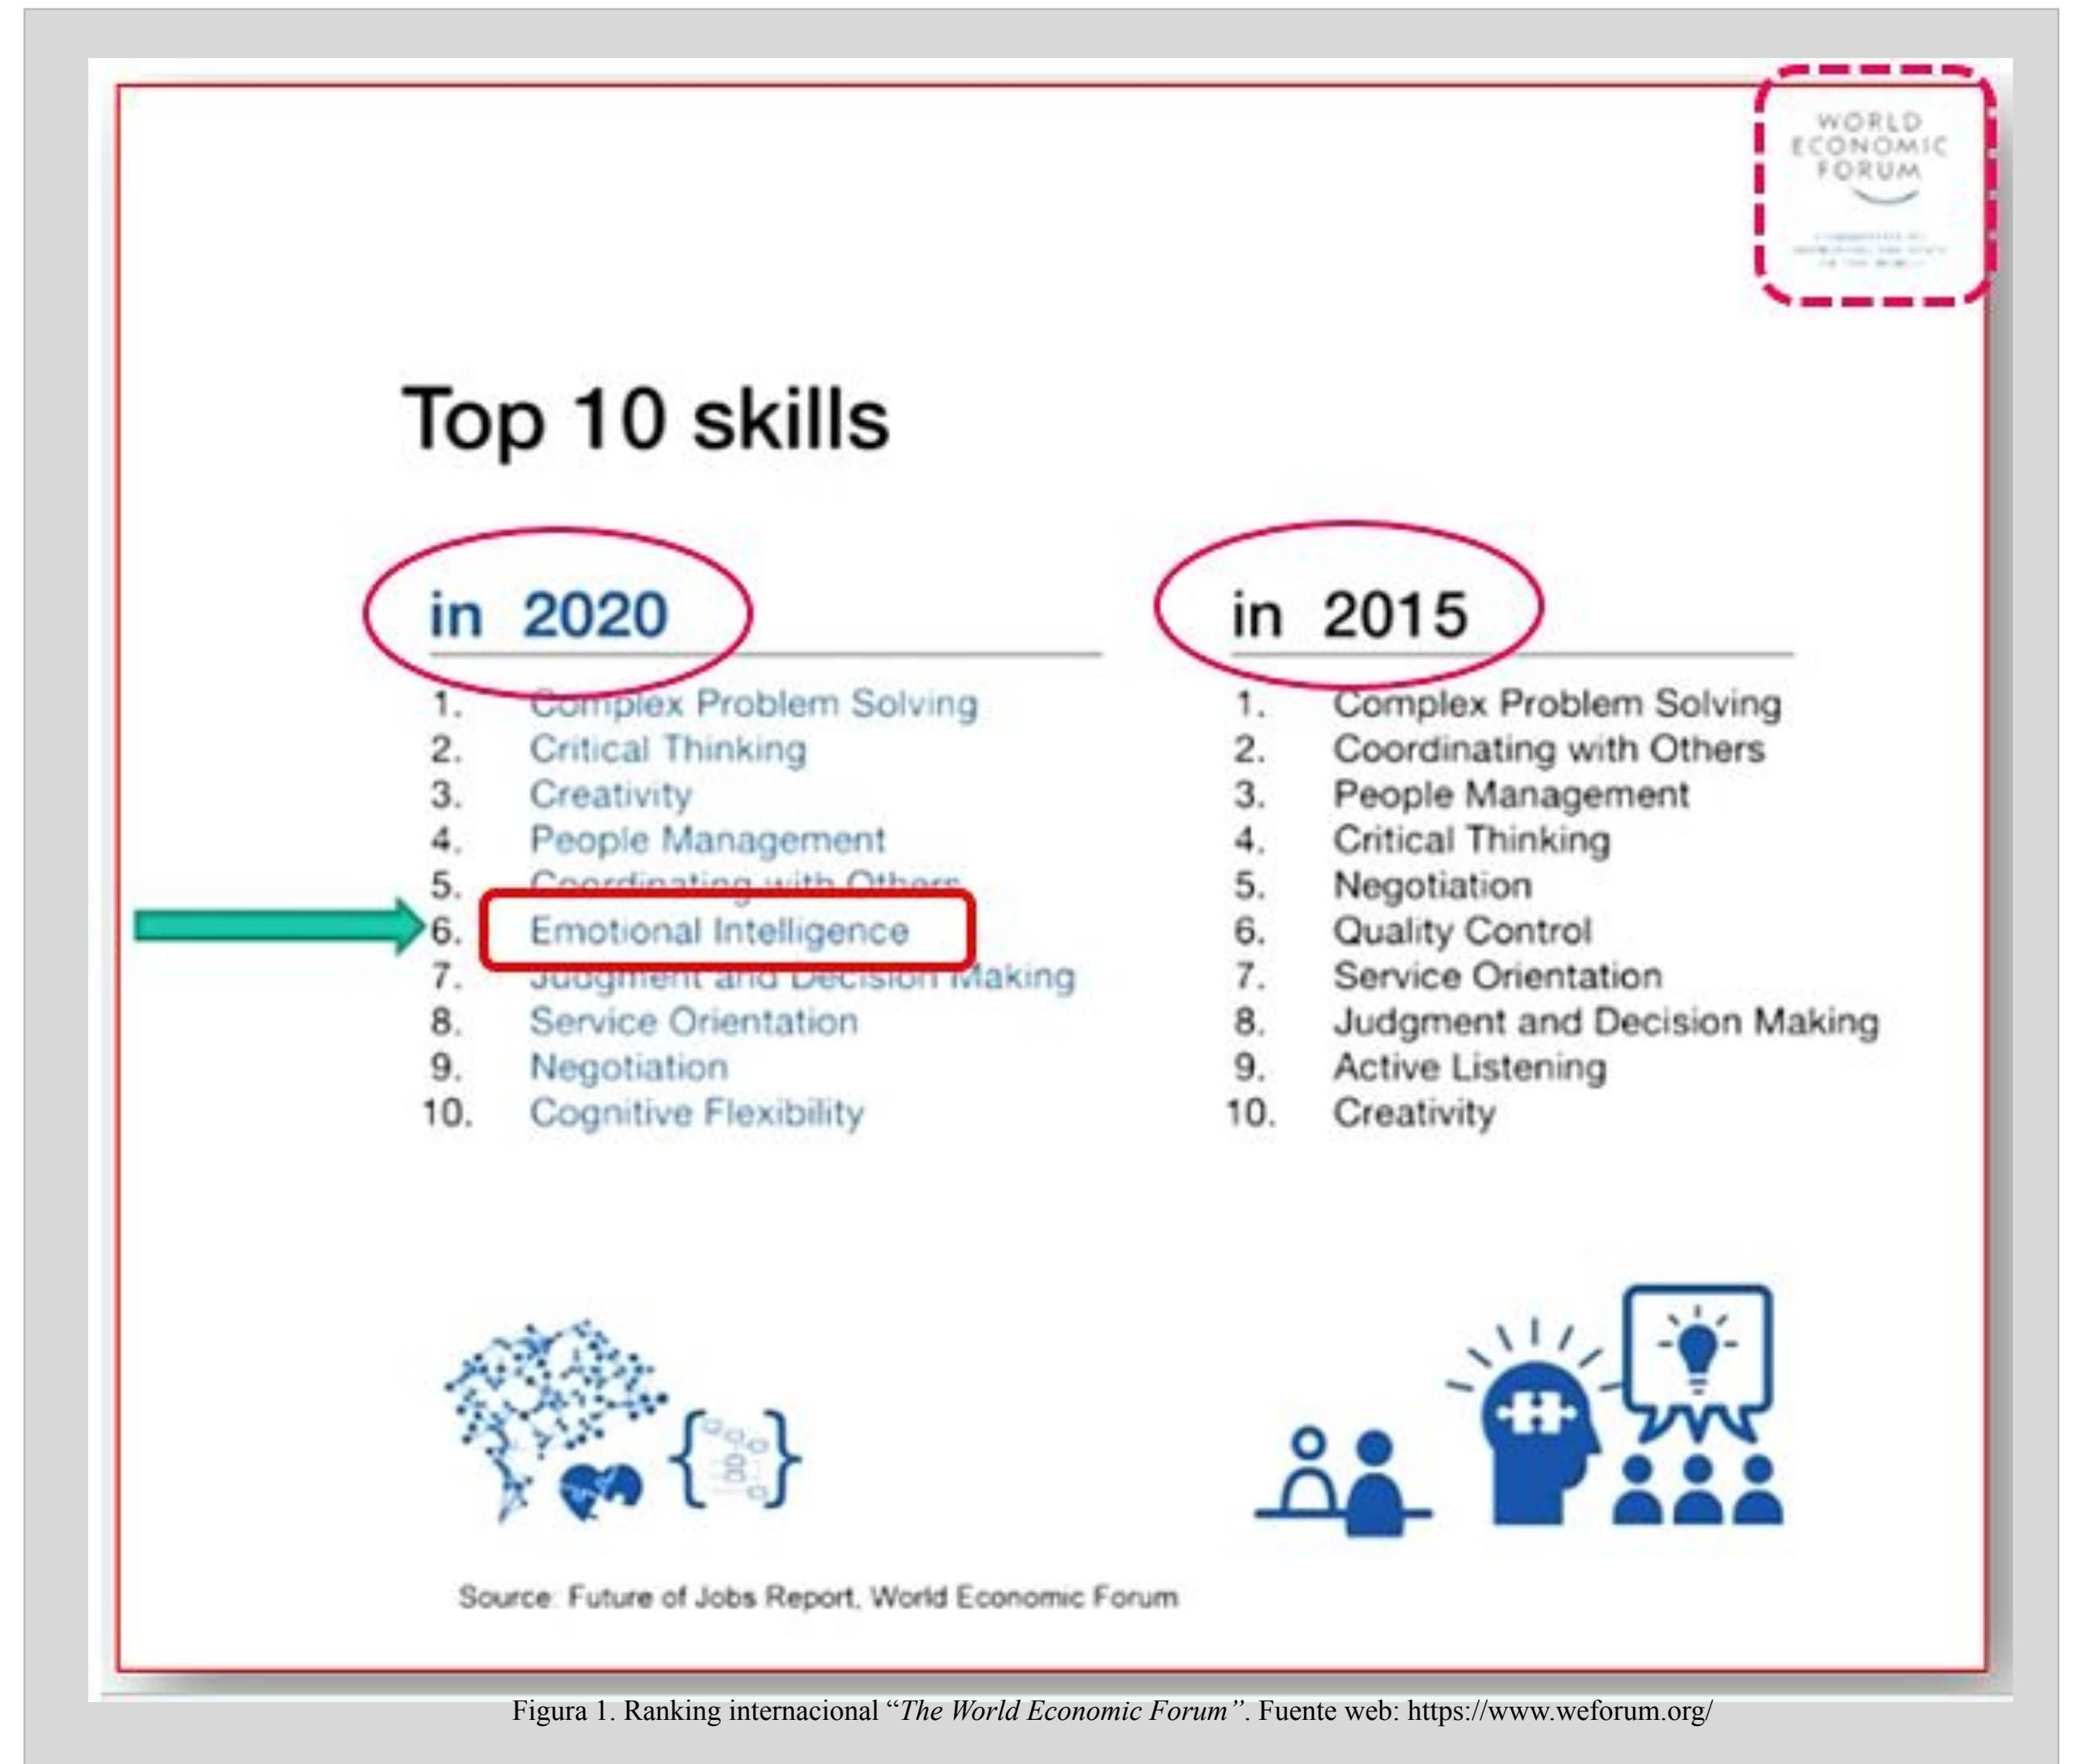 WORLD
ECONOMIC
FORUM
Top 10 skills
in 2020
1. Complex Problem Solving
2. Critical Thinking
3. Creativity
4. People Management
5. Coordinating with Others
6. Emotional Intelligence
7. Judgment and Decision Making
8. Service Orientation
9. Negotiation
10. Cognitive Flexibility
in 2015
1. Complex Problem Solving
2. Coordinating with Others
3. People Management
4. Critical Thinking
5. Negotiation
6. Quality Control
7. Service Orientation
8. Judgment and Decision Making
9. Active Listening
10. Creativity
Source: Future of Jobs Report, World Economic Forum
Figura 1. Ranking internacional “The World Economic Forum”. Fuente web: https://www.weforum.org/